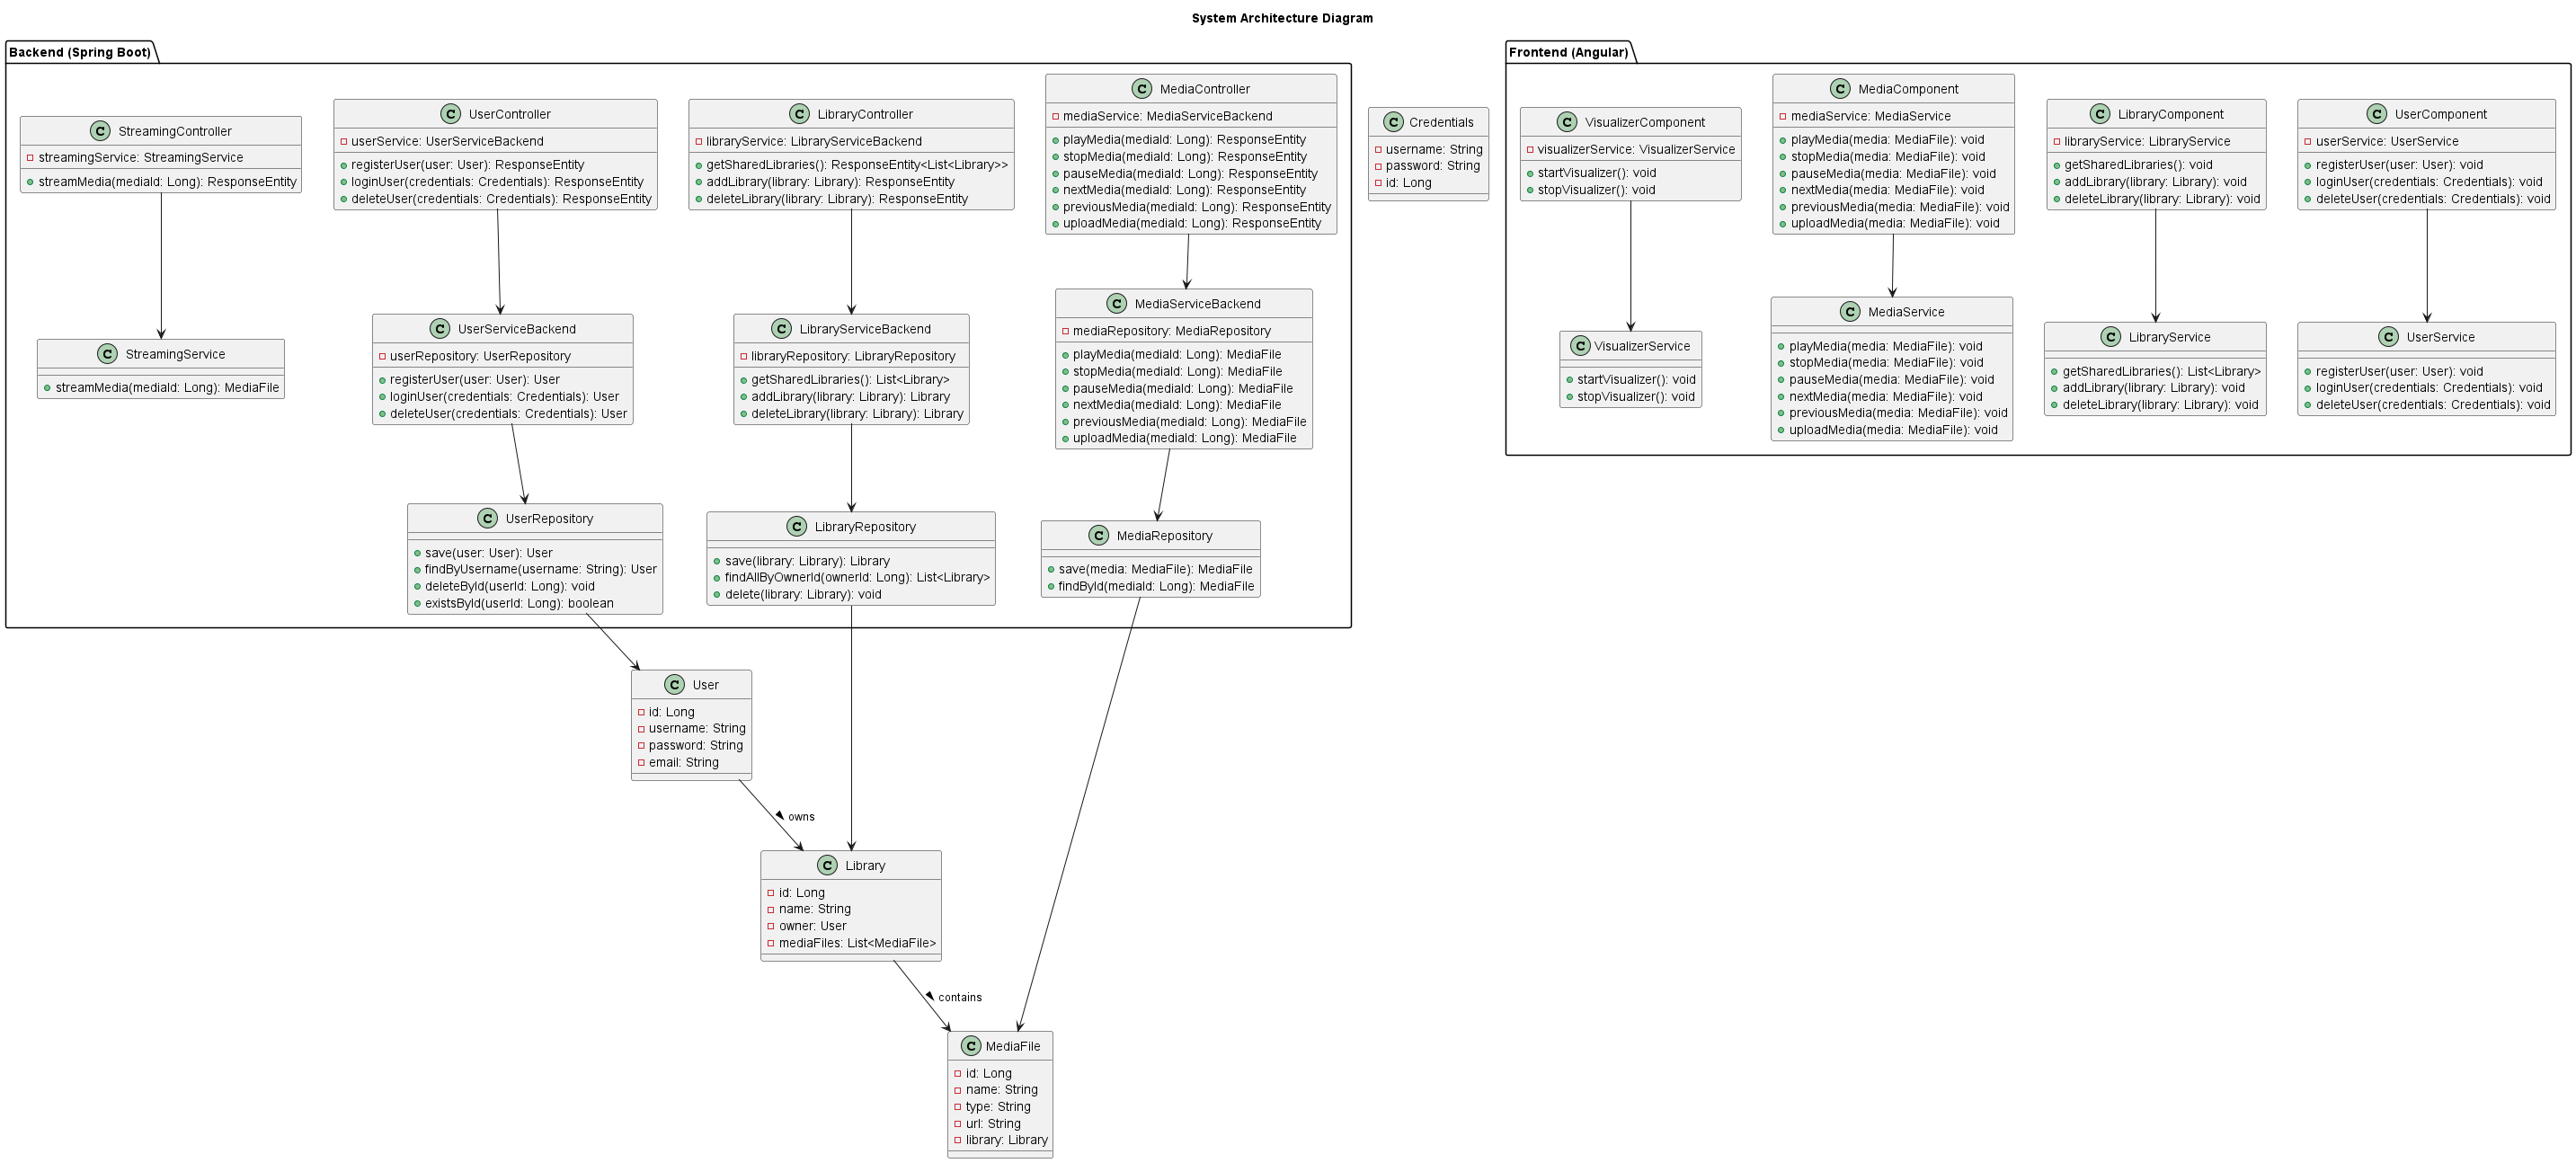 System Architecture Diagram
Backend (Spring Boot)
StreamingController
streamingService: StreamingService
streamMedia(mediaId: Long): ResponseEntity
UserController
userService: UserServiceBackend
registerUser(user: User): ResponseEntity
loginUser(credentials: Credentials): ResponseEntity
deleteUser(credentials: Credentials): ResponseEntity
LibraryController
libraryService: LibraryServiceBackend
getSharedLibraries(): ResponseEntity<List<Library>>
addLibrary(library: Library): ResponseEntity
deleteLibrary(library: Library): ResponseEntity
MediaController
mediaService: MediaServiceBackend
playMedia(mediaId: Long): ResponseEntity
stopMedia(mediaId: Long): ResponseEntity
pauseMedia(mediaId: Long): ResponseEntity
nextMedia(mediaId: Long): ResponseEntity
previousMedia(mediaId: Long): ResponseEntity
uploadMedia(mediaId: Long): ResponseEntity
StreamingService
streamMedia(mediaId: Long): MediaFile
UserServiceBackend
userRepository: UserRepository
registerUser(user: User): User
loginUser(credentials: Credentials): User
deleteUser(credentials: Credentials): User
LibraryServiceBackend
libraryRepository: LibraryRepository
getSharedLibraries(): List<Library>
addLibrary(library: Library): Library
deleteLibrary(library: Library): Library
MediaServiceBackend
mediaRepository: MediaRepository
playMedia(mediaId: Long): MediaFile
stopMedia(mediaId: Long): MediaFile
pauseMedia(mediaId: Long): MediaFile
nextMedia(mediaId: Long): MediaFile
previousMedia(mediaId: Long): MediaFile
uploadMedia(mediaId: Long): MediaFile
UserRepository
save(user: User): User
findByUsername(username: String): User
deleteById(userId: Long): void
existsById(userId: Long): boolean
LibraryRepository
save(library: Library): Library
findAllByOwnerId(ownerId: Long): List<Library>
delete(library: Library): void
MediaRepository
save(media: MediaFile): MediaFile
findById(mediaId: Long): MediaFile
Credentials
username: String
password: String
id: Long
Frontend (Angular)
VisualizerComponent
visualizerService: VisualizerService
startVisualizer(): void
stopVisualizer(): void
MediaComponent
mediaService: MediaService
playMedia(media: MediaFile): void
stopMedia(media: MediaFile): void
pauseMedia(media: MediaFile): void
nextMedia(media: MediaFile): void
previousMedia(media: MediaFile): void
uploadMedia(media: MediaFile): void
LibraryComponent
libraryService: LibraryService
getSharedLibraries(): void
addLibrary(library: Library): void
deleteLibrary(library: Library): void
UserComponent
userService: UserService
registerUser(user: User): void
loginUser(credentials: Credentials): void
deleteUser(credentials: Credentials): void
VisualizerService
startVisualizer(): void
stopVisualizer(): void
MediaService
playMedia(media: MediaFile): void
stopMedia(media: MediaFile): void
pauseMedia(media: MediaFile): void
nextMedia(media: MediaFile): void
previousMedia(media: MediaFile): void
uploadMedia(media: MediaFile): void
LibraryService
getSharedLibraries(): List<Library>
addLibrary(library: Library): void
deleteLibrary(library: Library): void
UserService
registerUser(user: User): void
loginUser(credentials: Credentials): void
deleteUser(credentials: Credentials): void
User
id: Long
username: String
password: String
email: String
owns
Library
id: Long
name: String
owner: User
mediaFiles: List<MediaFile>
contains
MediaFile
id: Long
name: String
type: String
url: String
library: Library